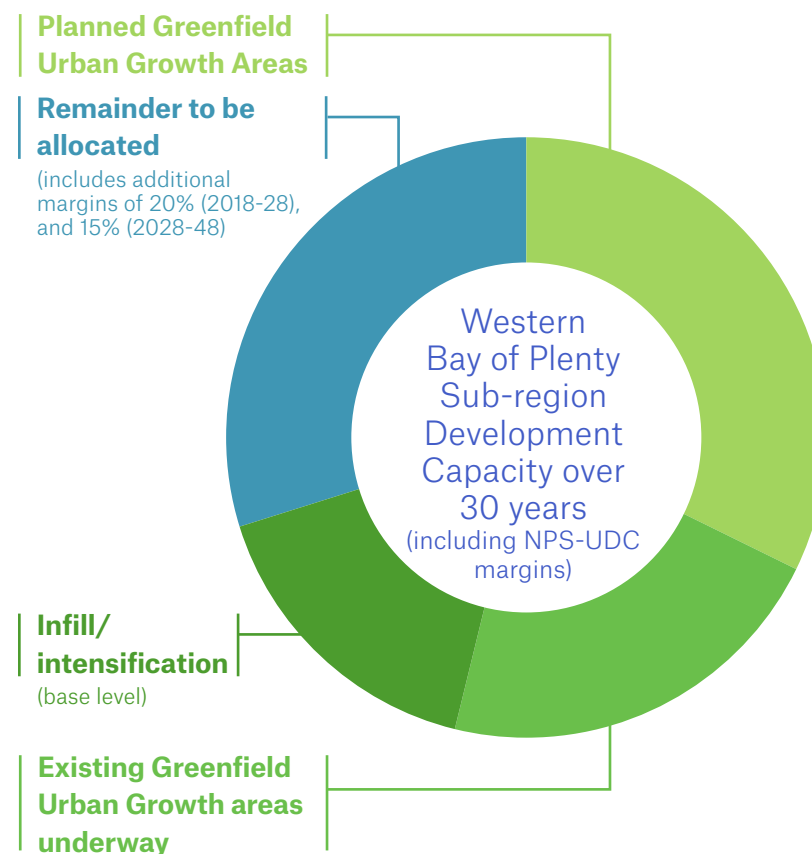 Planned Greenfield
Urban Growth Areas
Remainder to be
allocated
(includes additional
margins of 20% (2018-28),
and 15% (2028-48)
Western
Bay of Plenty
Sub-region
Development
Capacity over
30 years
(including NPS-UDC
margins)
Infill/
intensification
(base level)
Existing Greenfield
Urban Growth areas
underway